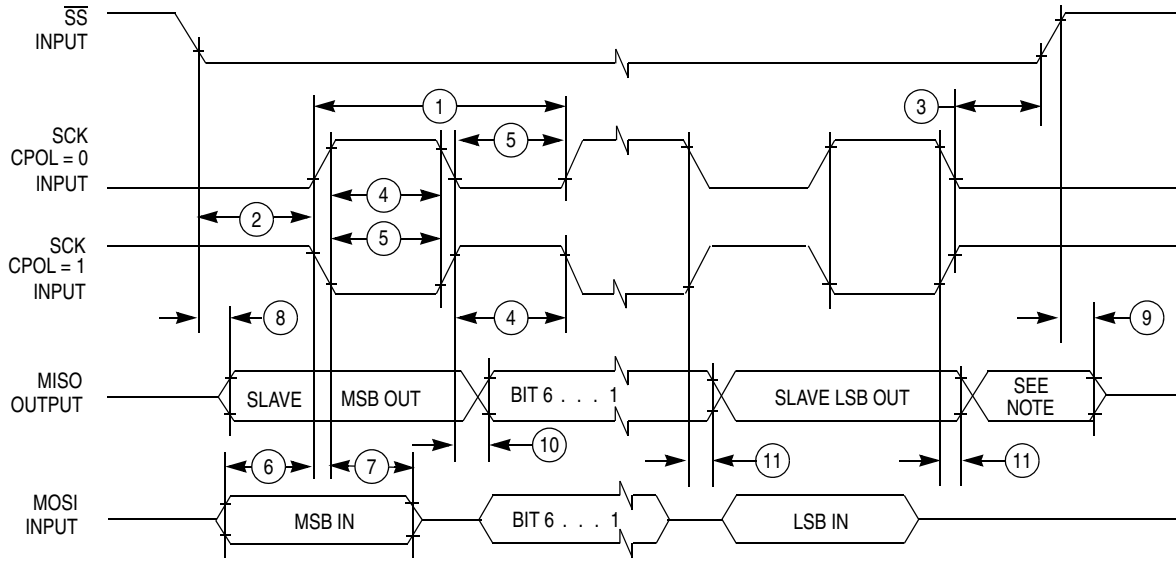 SS
INPUT
1
3
SCK
CPOL = 0
INPUT
5
4
2
5
SCK
CPOL = 1
INPUT
8
4
9
MISO
OUTPUT
SLAVE MSB OUT
BIT 6 . . . 1
SLAVE LSB OUT
SEE
NOTE
6
7
10
11
11
MOSI
INPUT
MSB IN
BIT 6 . . . 1
LSB IN